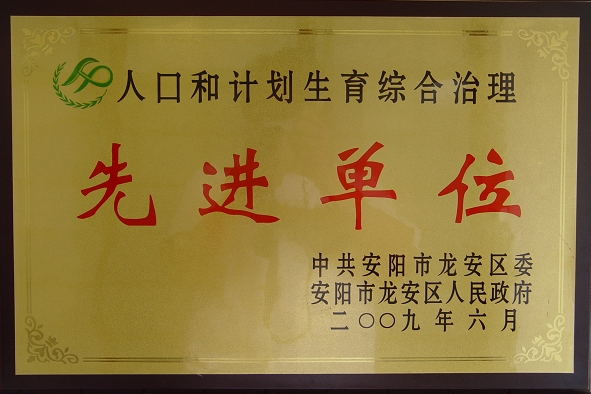 人口和计划生育综合治理
先进单位
中共安阳市龙安区委
安阳市龙安区人民政府
二〇〇九年六月